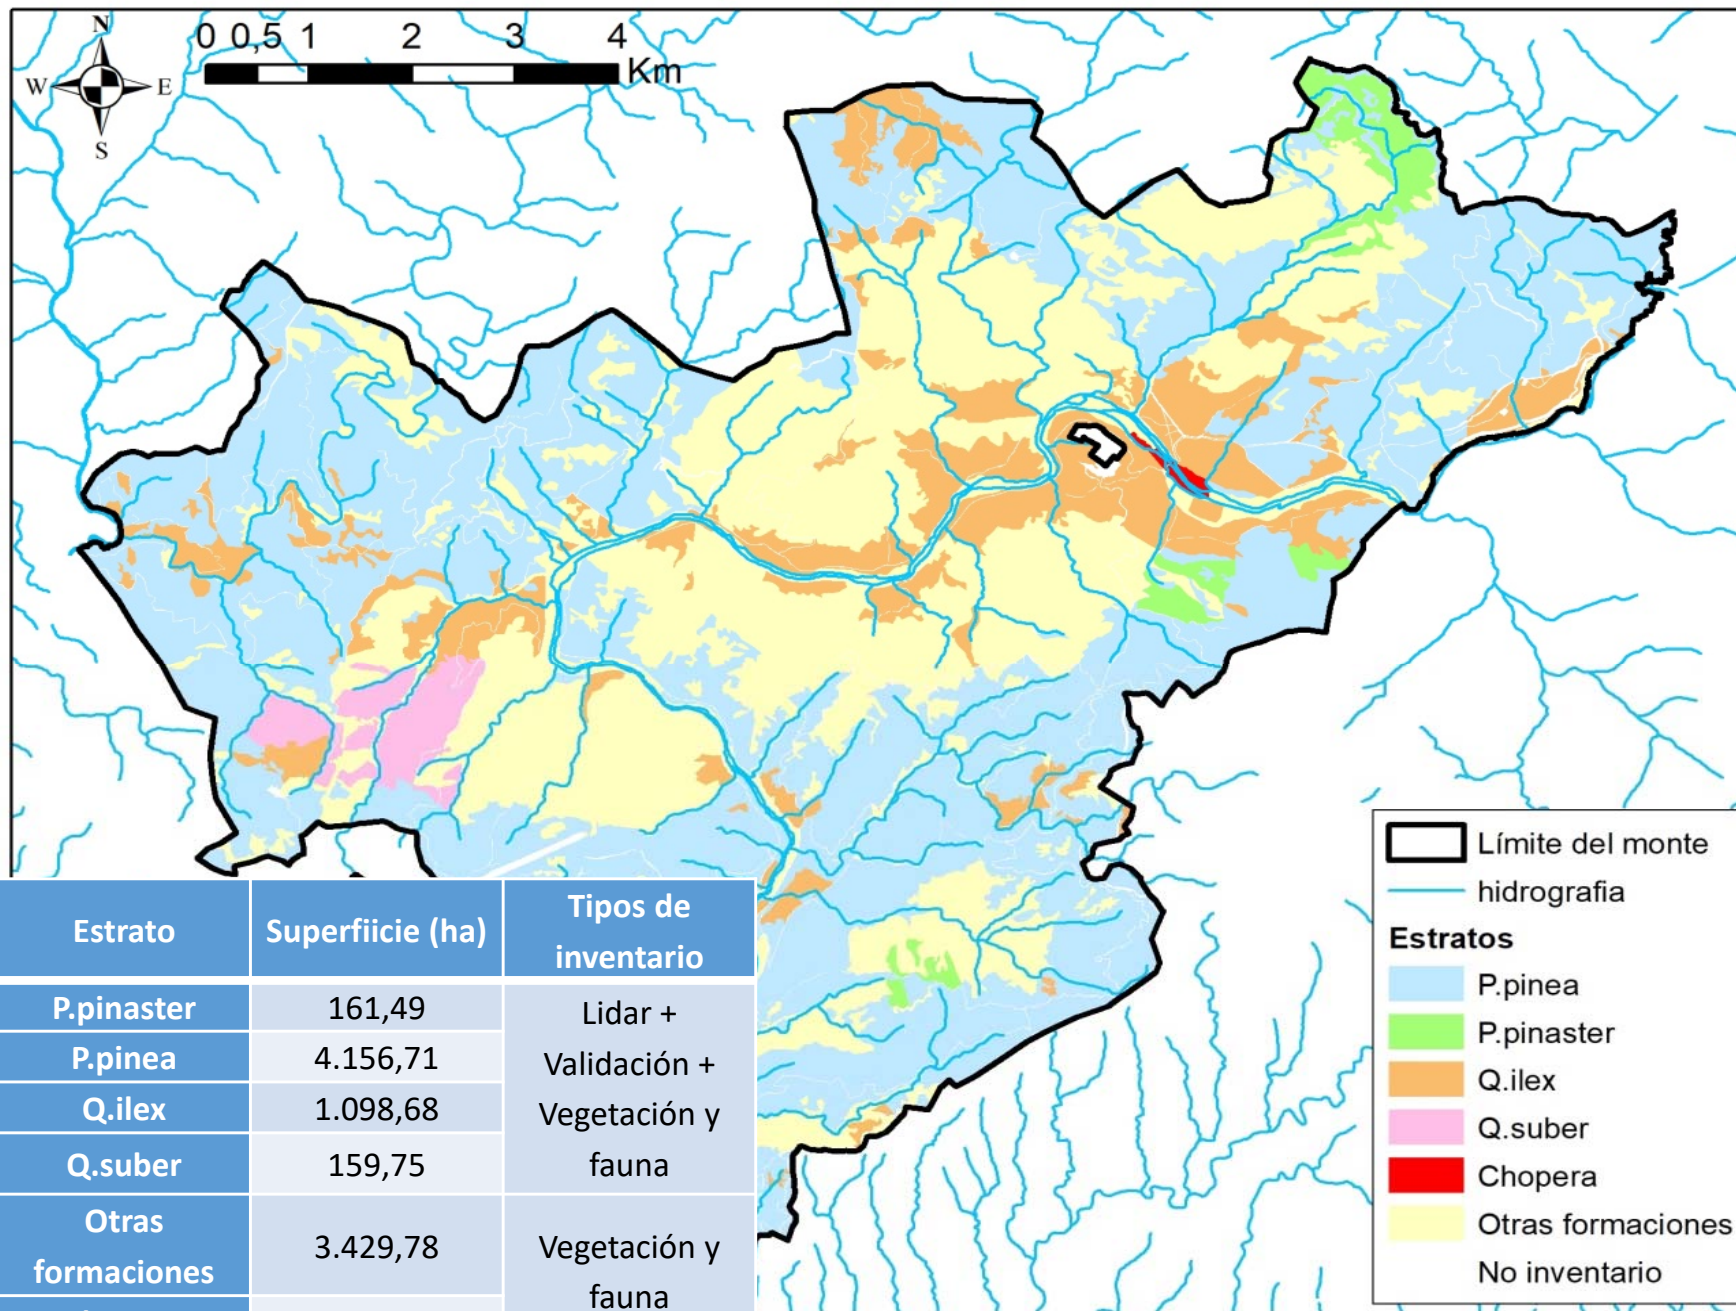 N
W E
S
0 0,5 1 2 3 4
Km
Estrato Superfiicie (ha) Tipos de
inventario
P.pinaster 161,49 Lidar +
P.pinea 4.156,71 Validación +
Q.ilex 1.098,68 Vegetación y
Q.suber 159,75 fauna
Otras
formaciones 3.429,78 Vegetación y
fauna
Límite del monte
hidrografia
Estratos
P.pinea
P.pinaster
Q.ilex
Q.suber
Chopera
Otras formaciones
No inventario